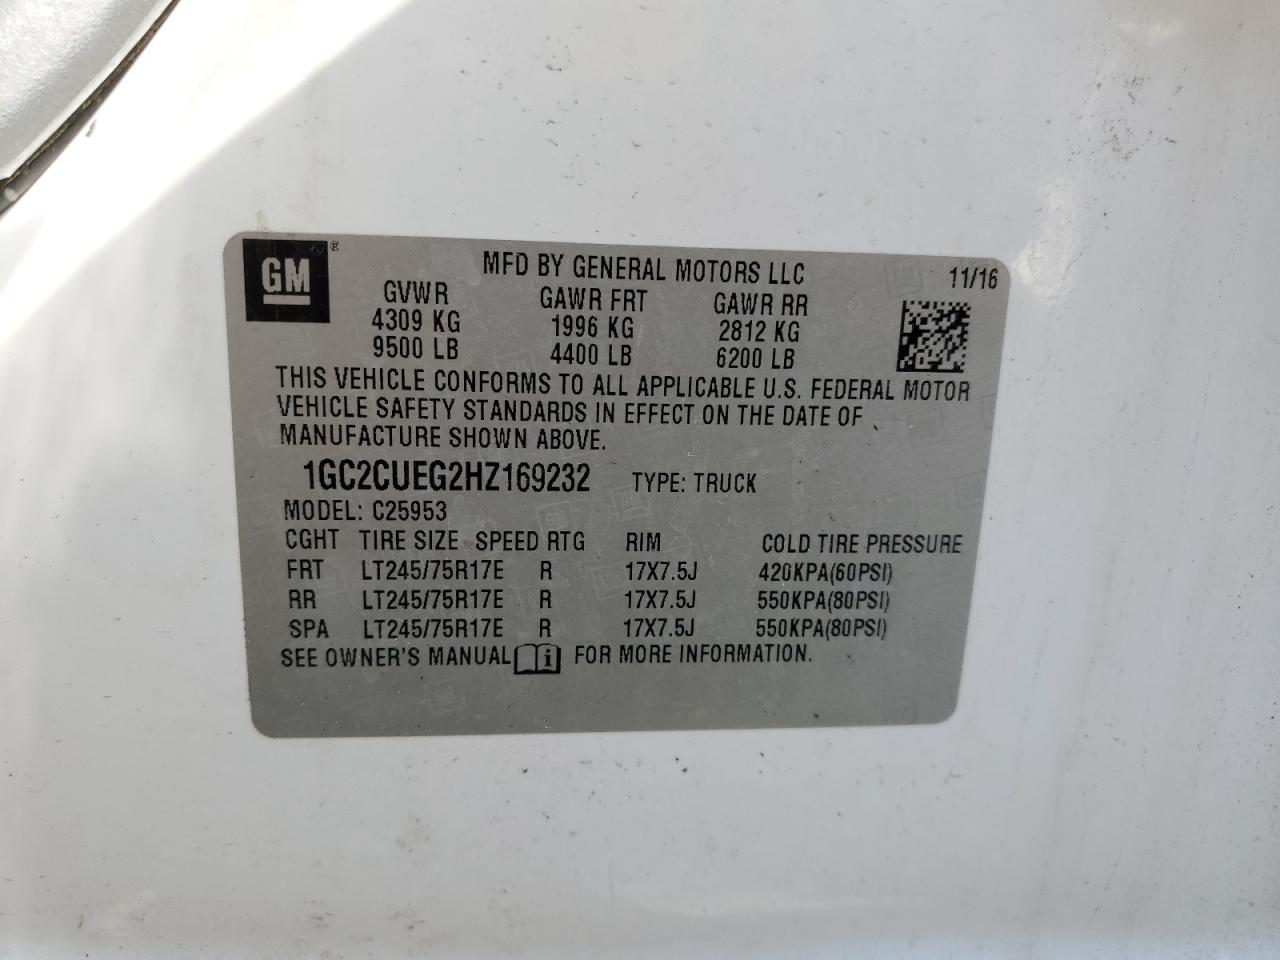 GM ®
MFD BY GENERAL MOTORS LLC 11/16
GVWR GAWR FRT GAWR RR
4309 KG 1996 KG 2812 KG
9500 LB 4400 LB 6200 LB
THIS VEHICLE CONFORMS TO ALL APPLICABLE U.S. FEDERAL MOTOR
VEHICLE SAFETY STANDARDS IN EFFECT ON THE DATE OF
MANUFACTURE SHOWN ABOVE.
1GC2CUEG2HZ169232 TYPE: TRUCK
MODEL: C25953
CGHT TIRE SIZE SPEED RTG RIM COLD TIRE PRESSURE
FRT LT245/75R17E R 17X7.5J 420KPA(60PSI)
RR LT245/75R17E R 17X7.5J 550KPA(80PSI)
SPA LT245/75R17E R 17X7.5J 550KPA(80PSI)
SEE OWNER'S MANUAL i FOR MORE INFORMATION.